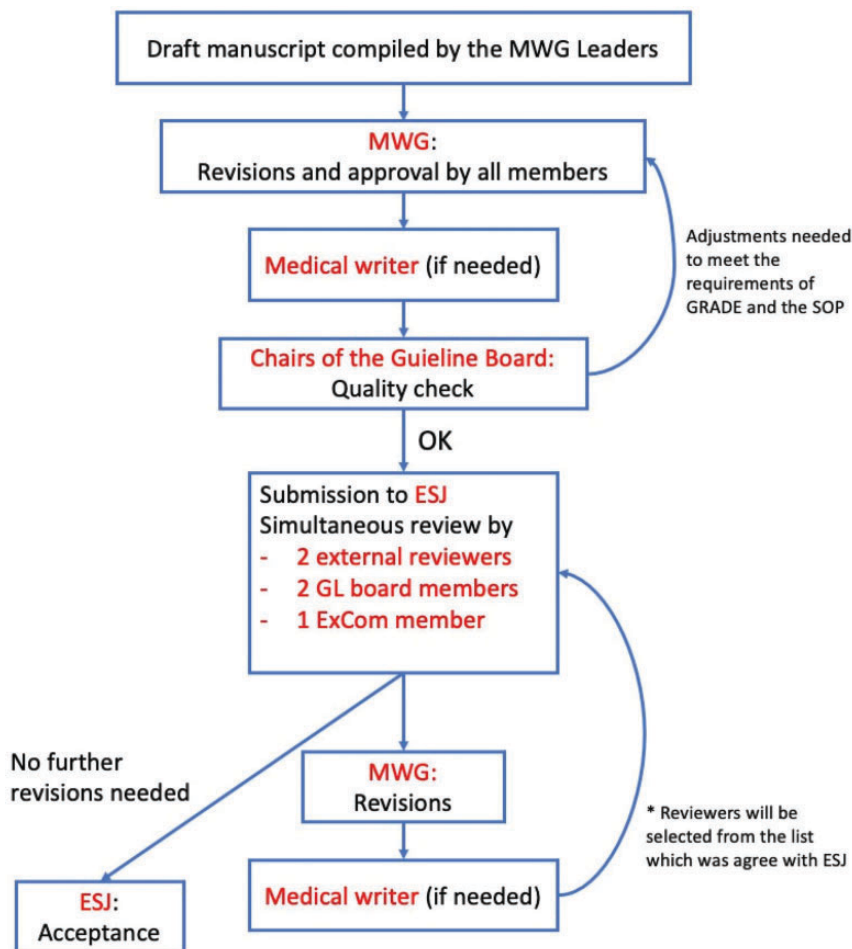 Draft manuscript compiled by the MWG Leaders
MWG:
Revisions and approval by all members
Medical writer (if needed)
Adjustments needed
to meet the
requirements of
GRADE and the SOP
Chairs of the Guieline Board:
Quality check
OK
Submission to ESJ
Simultaneous review by
- 2 external reviewers
- 2 GL board members
- 1 ExCom member
No further
revisions needed
MWG:
Revisions
* Reviewers will be
selected from the list
which was agree with ESJ
Medical writer (if needed)
ESJ:
Acceptance